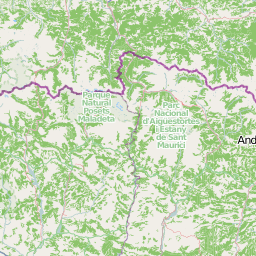 Parque
Natural
Posets
Maladeta
Parc
Nacional
d'Aigüestortes
i Estany
de Sant
Maurici
And